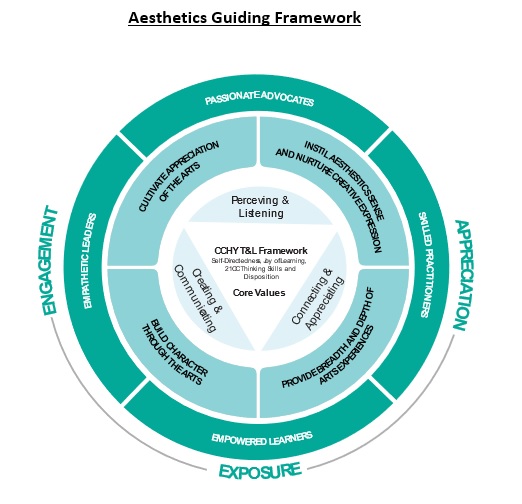 Aesthetics Guiding Framework
PASSIONATE ADVOCATES
CULTIVATE APPRECIATION
OF THE ARTS
INSTIL AESTHESTICS SENSE
AND NURTURE CREATIVE EXPRESSION
ENGAGEMENT
EMPATHETIC LEADERS
Perceving &
Listening
CCHY T&L Framework
Self-Directedness, Joy of Learning,
21CC Thinking Skills and
Disposition
Core Values
Creating &
Communicating
Connecting &
Appreciating
SKILLED PRACTITIONERS
APPRECIATION
BUILD CHARACTER
THROUGH THE ARTS
PROVIDE BREADTH AND DEPTH OF
ARTS EXPERIENCES
EMPOWERED LEARNERS
EXPOSURE